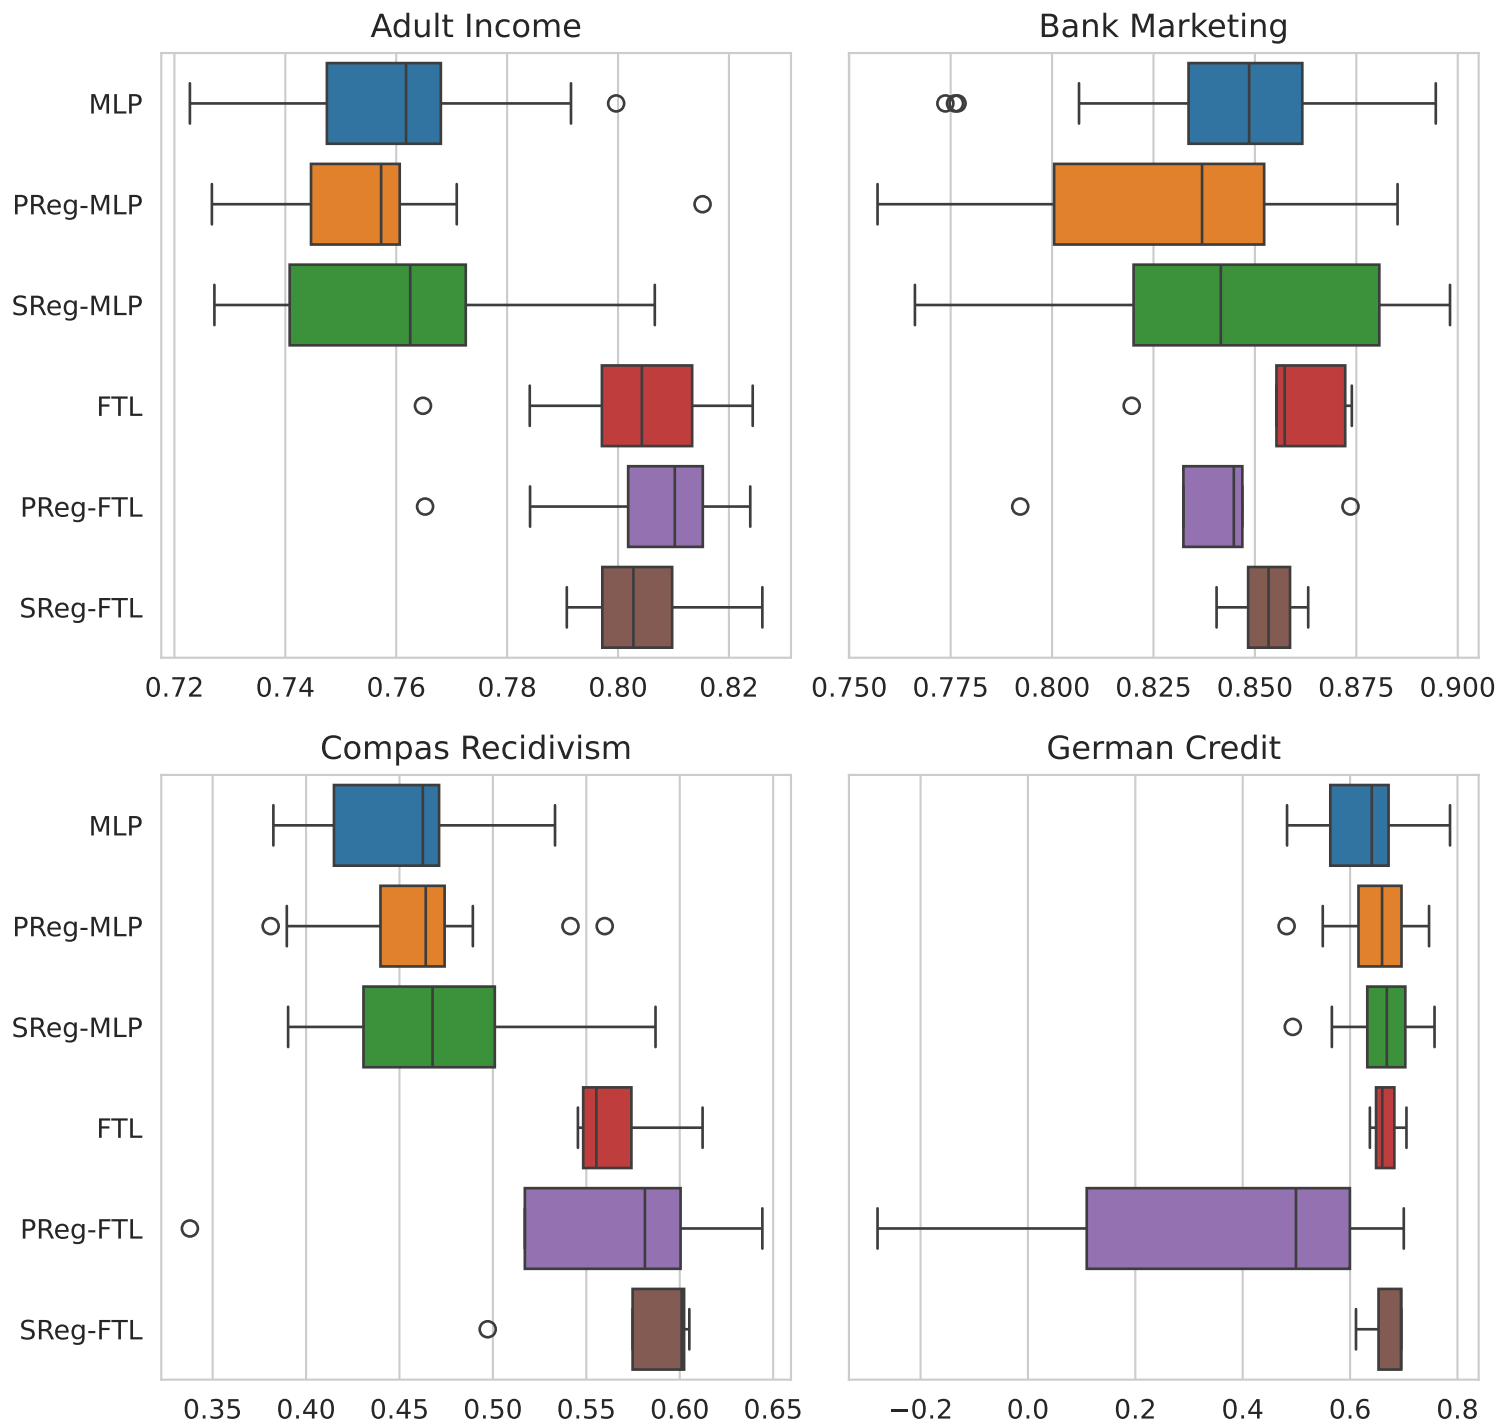 Adult Income
Bank Marketing
MLP
PReg-MLP
SReg-MLP
FTL
PReg-FTL
SReg-FTL
0.72 0.74 0.76 0.78 0.80 0.82
0.750 0.775 0.800 0.825 0.850 0.875 0.900
Compas Recidivism
German Credit
MLP
PReg-MLP
SReg-MLP
FTL
PReg-FTL
SReg-FTL
0.35 0.40 0.45 0.50 0.55 0.60 0.65
−0.2 0.0 0.2 0.4 0.6 0.8